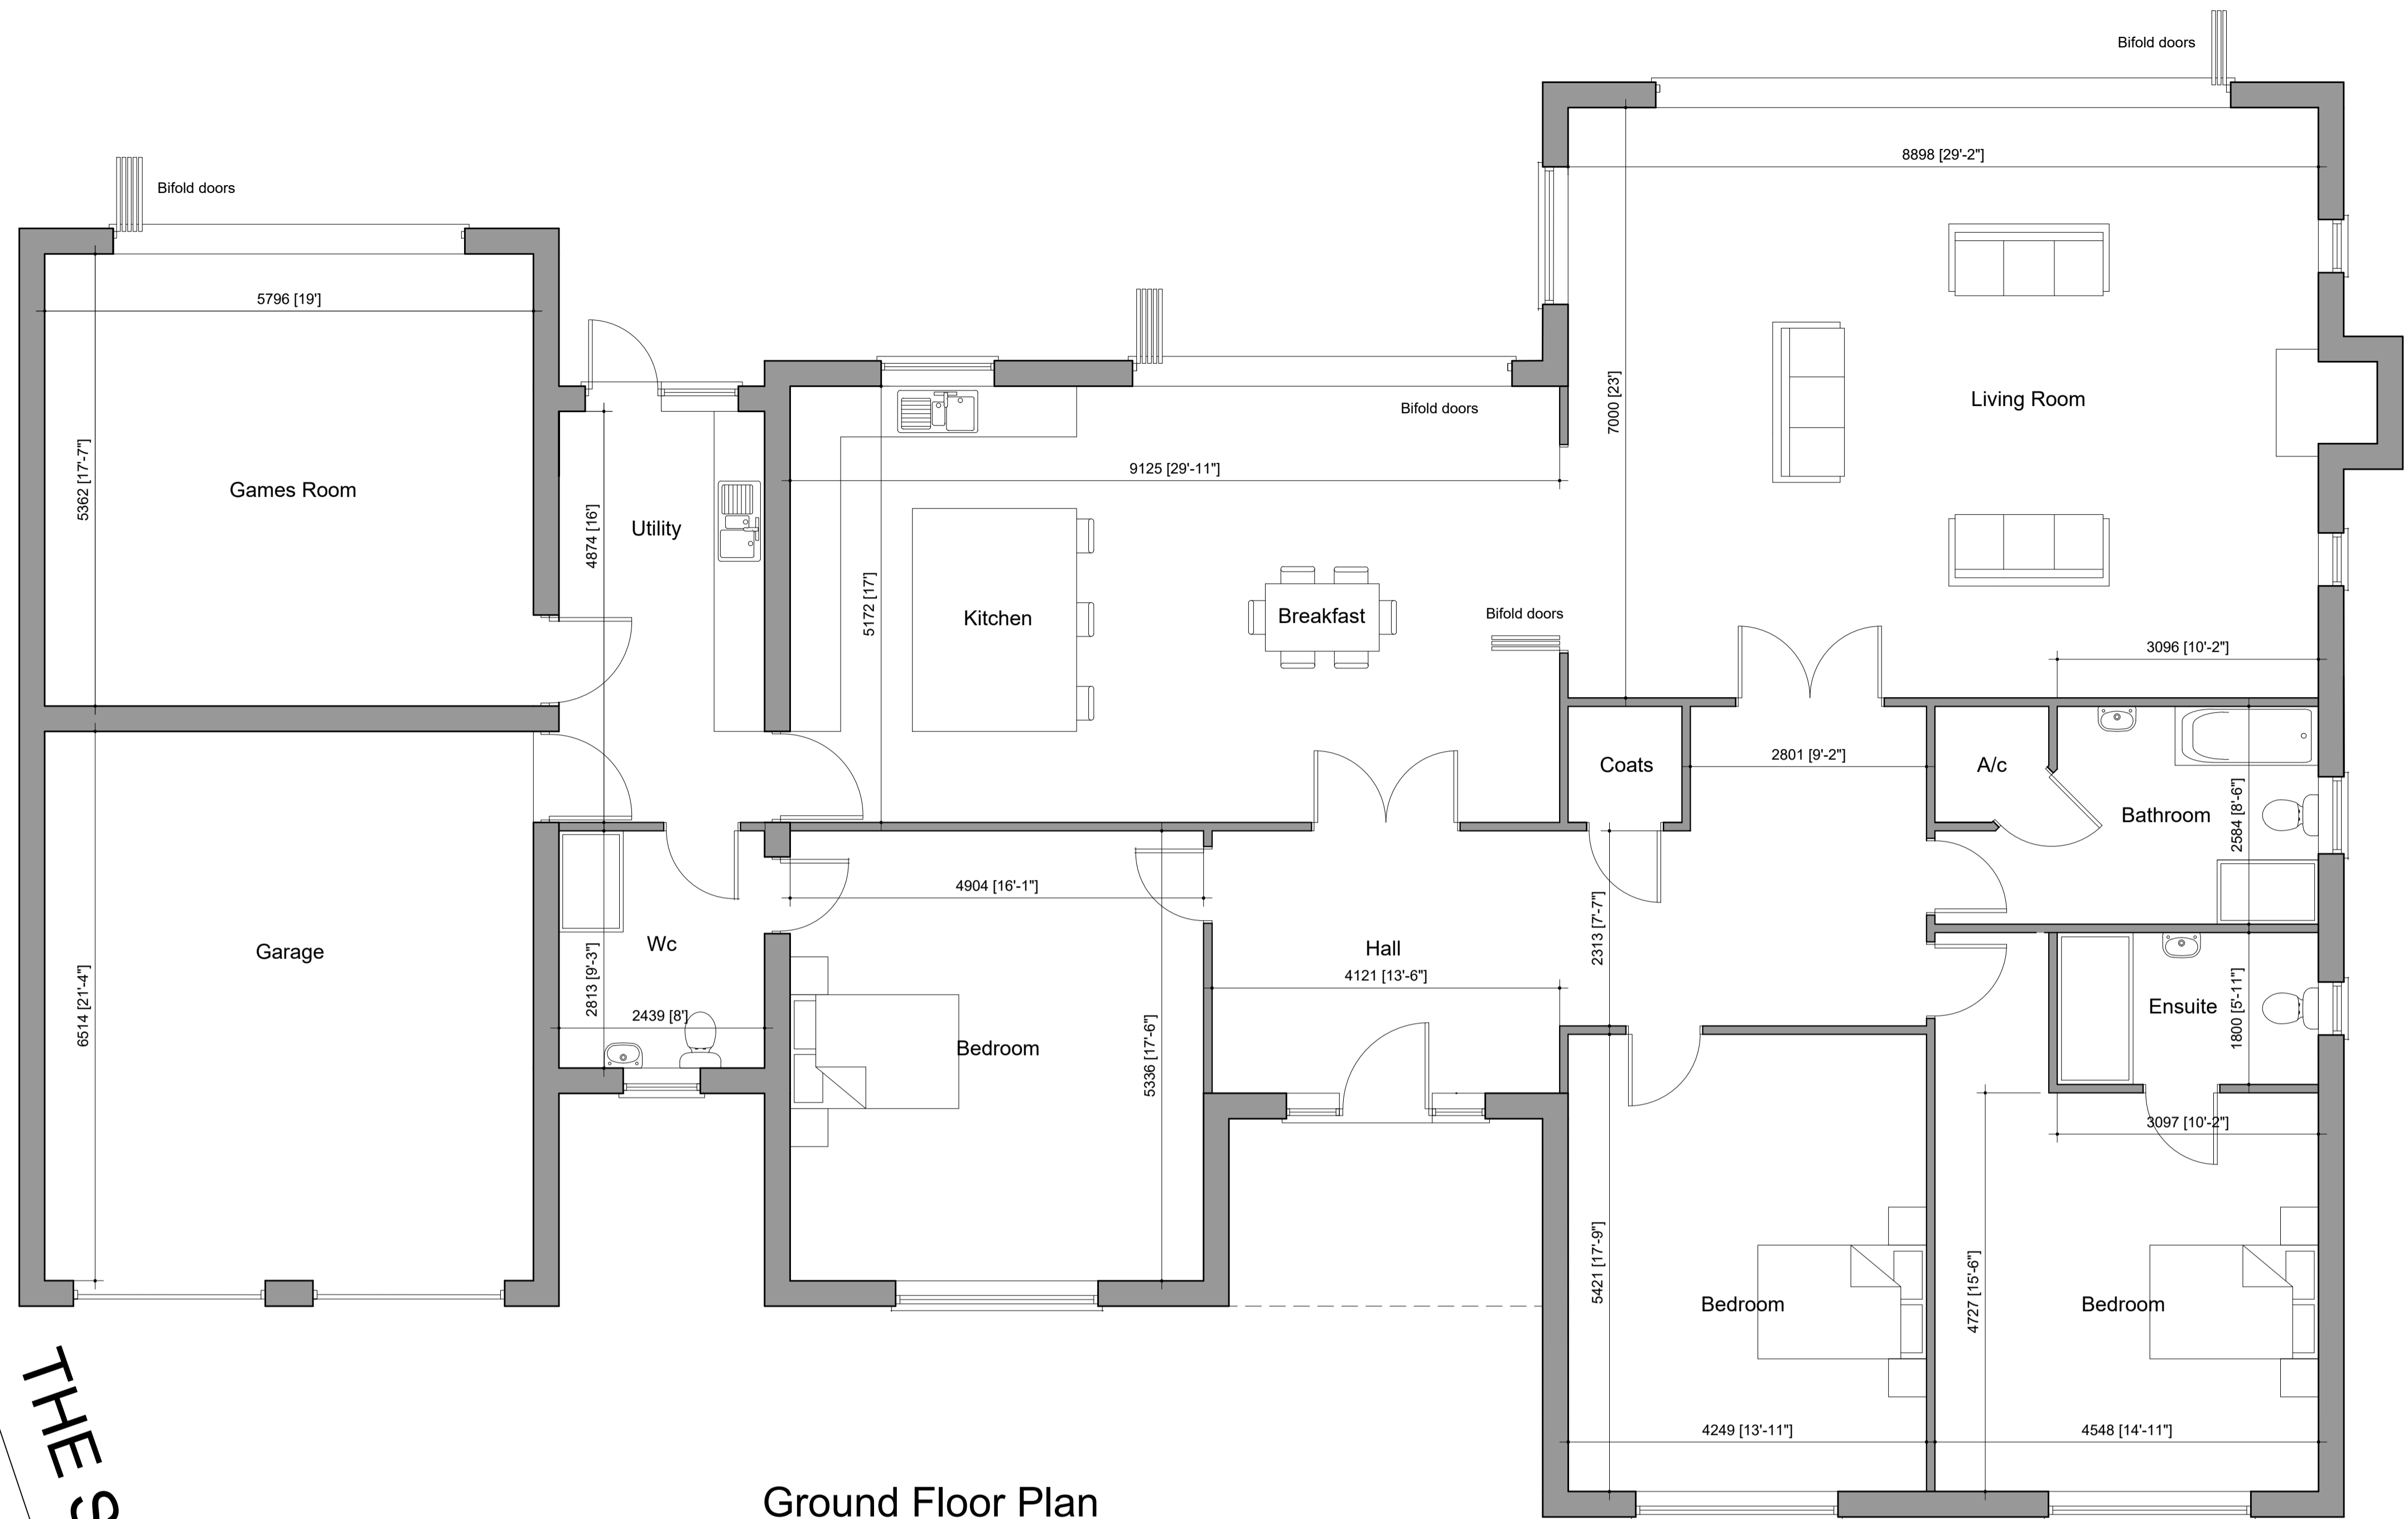 Bifold doors
8898 [29'-2"]
Bifold doors
5796 [19']
7000 [23']
Living Room
Bifold doors
9125 [29'-11"]
5362 [17'-7"]
Games Room
4874 [16']
Utility
5172 [17']
Kitchen
Breakfast
Bifold doors
3096 [10'-2"]
Coats
2801 [9'-2"]
A/c
Bathroom
2584 [8'-6"]
4904 [16'-1"]
Garage
6514 [21'-4"]
Wc
2813 [9'-3"]
2439 [8']
Bedroom
5336 [17'-6"]
Hall
4121 [13'-6"]
2313 [7'-7"]
Ensuite
1800 [5'-11"]
3097 [10'-2"]
5421 [17'-9"]
Bedroom
4727 [15'-6"]
Bedroom
4249 [13'-11"]
4548 [14'-11"]
THE S
Ground Floor Plan